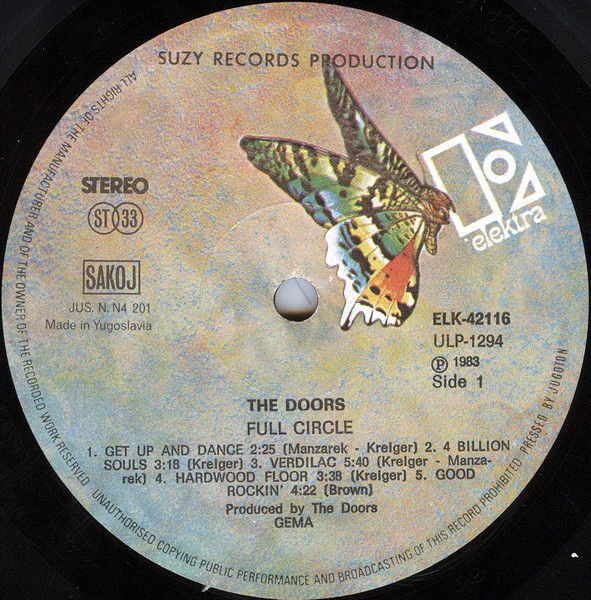 SUZY RECORDS PRODUCTION
ALL RIGHTS OF THE MANUFACTURER AND OF THE OWNER OF THE RECORDED WORK RESERVED
UNAUTHORISED COPYING PUBLIC PERFORMANCE AND BROADCASTING OF THIS RECORD PROHIBITED - PRESSED BY JUGOTON
STEREO
ST 33
SAKOJ
JUS. N. N4 201
Made in Yugoslavia
elektra
ELK-42116
ULP-1294
Ⓟ 1983
Side 1
THE DOORS
FULL CIRCLE
1. GET UP AND DANCE 2:25 (Manzarek - Kreiger) 2. 4 BILLION
SOULS 3:18 (Kreiger) 3. VERDILAC 5:40 (Kreiger - Manza-
rek) 4. HARDWOOD FLOOR 3:38 (Kreiger) 5. GOOD
ROCKIN' 4:22 (Brown)
Produced by The Doors
GEMA